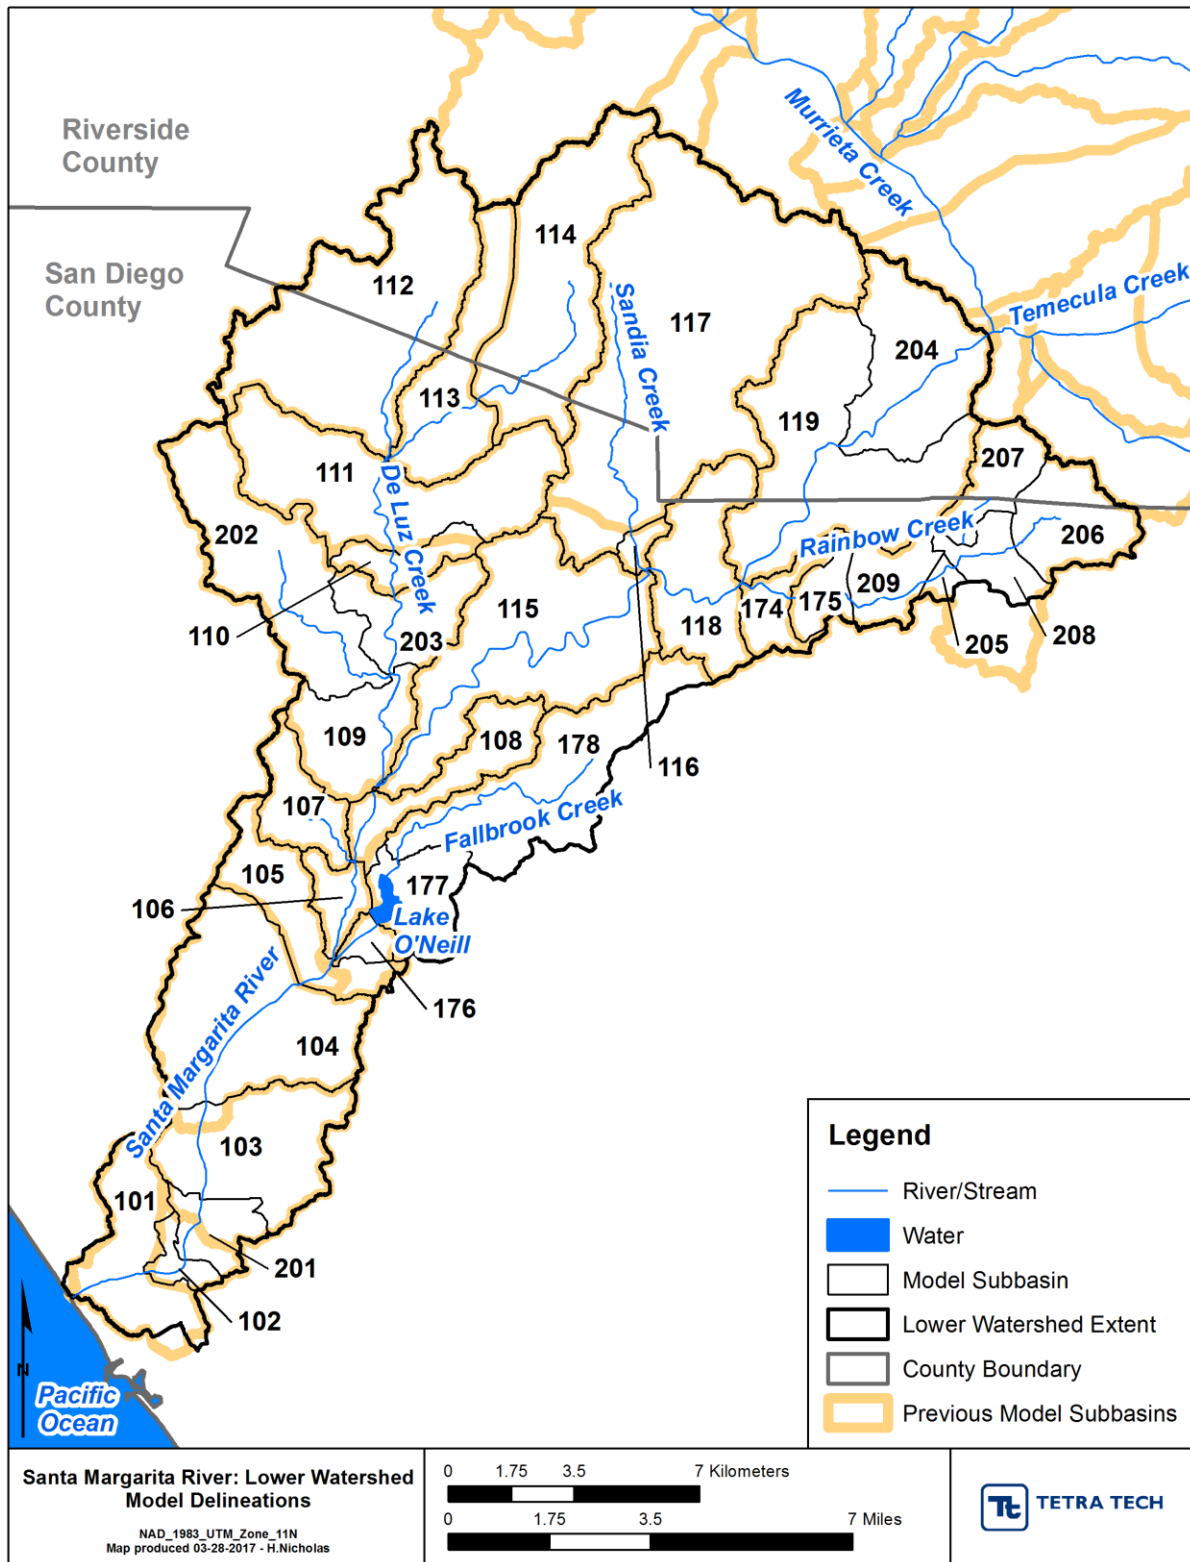 Riverside
County
San Diego
County
Murrieta Creek
Temecula Creek
114
112
Sandia Creek
117
204
113
119
207
111
De Luz Creek
202
Rainbow Creek
206
110
115
203
118
174
175
209
205
208
109
108
178
116
107
Fallbrook Creek
105
177
106
Lake
O'Neill
176
Santa Margarita River
104
103
101
201
102
N
Pacific
Ocean
Legend
River/Stream
Water
Model Subbasin
Lower Watershed Extent
County Boundary
Previous Model Subbasins
Santa Margarita River: Lower Watershed
Model Delineations
NAD_1983_UTM_Zone_11N
Map produced 03-28-2017 - H.Nicholas
0 1.75 3.5 7 Kilometers
0 1.75 3.5 7 Miles
Tt TETRA TECH